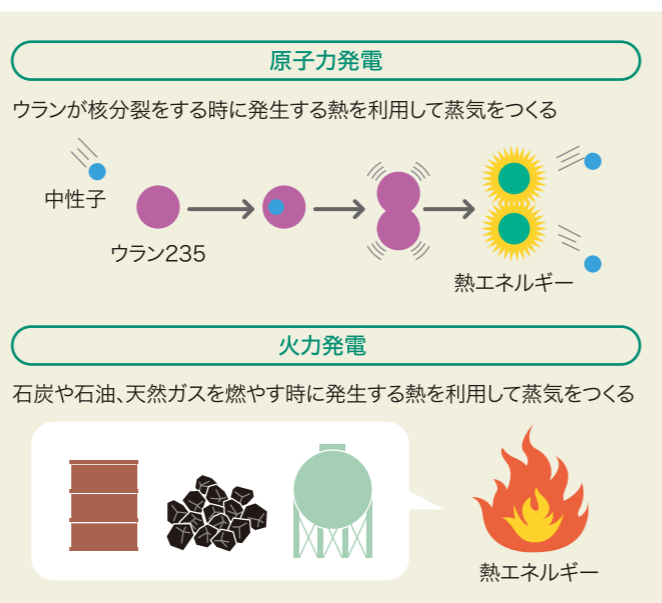 原子力発電
ウランが核分裂をする時に発生する熱を利用して蒸気をつくる
中性子
ウラン235
熱エネルギー
火力発電
石炭や石油、天然ガスを燃やす時に発生する熱を利用して蒸気をつくる
熱エネルギー